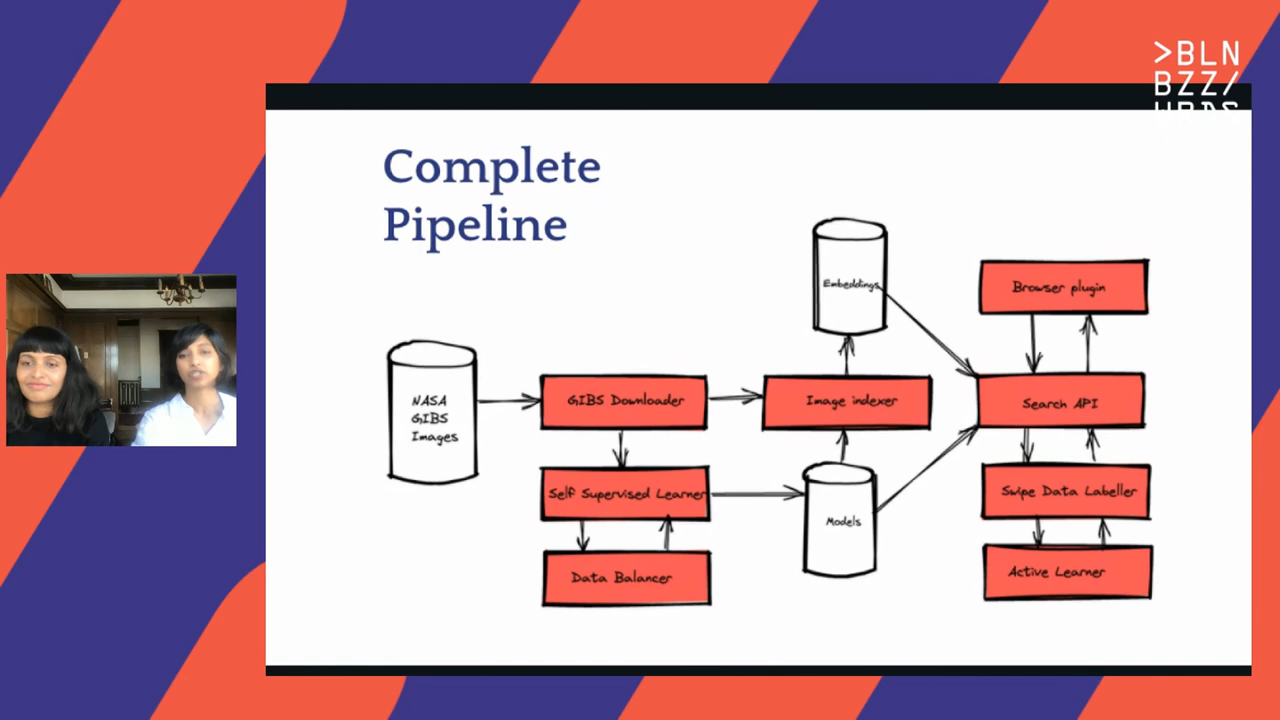 >BLN
BZZ/
Complete
Pipeline
Embeddings
Browser plugin
NASA
GIBS
Images
GIBS Downloader
Image indexer
Search API
Self Supervised Learner
Models
Swipe Data Labeller
Data Balancer
Active Learner